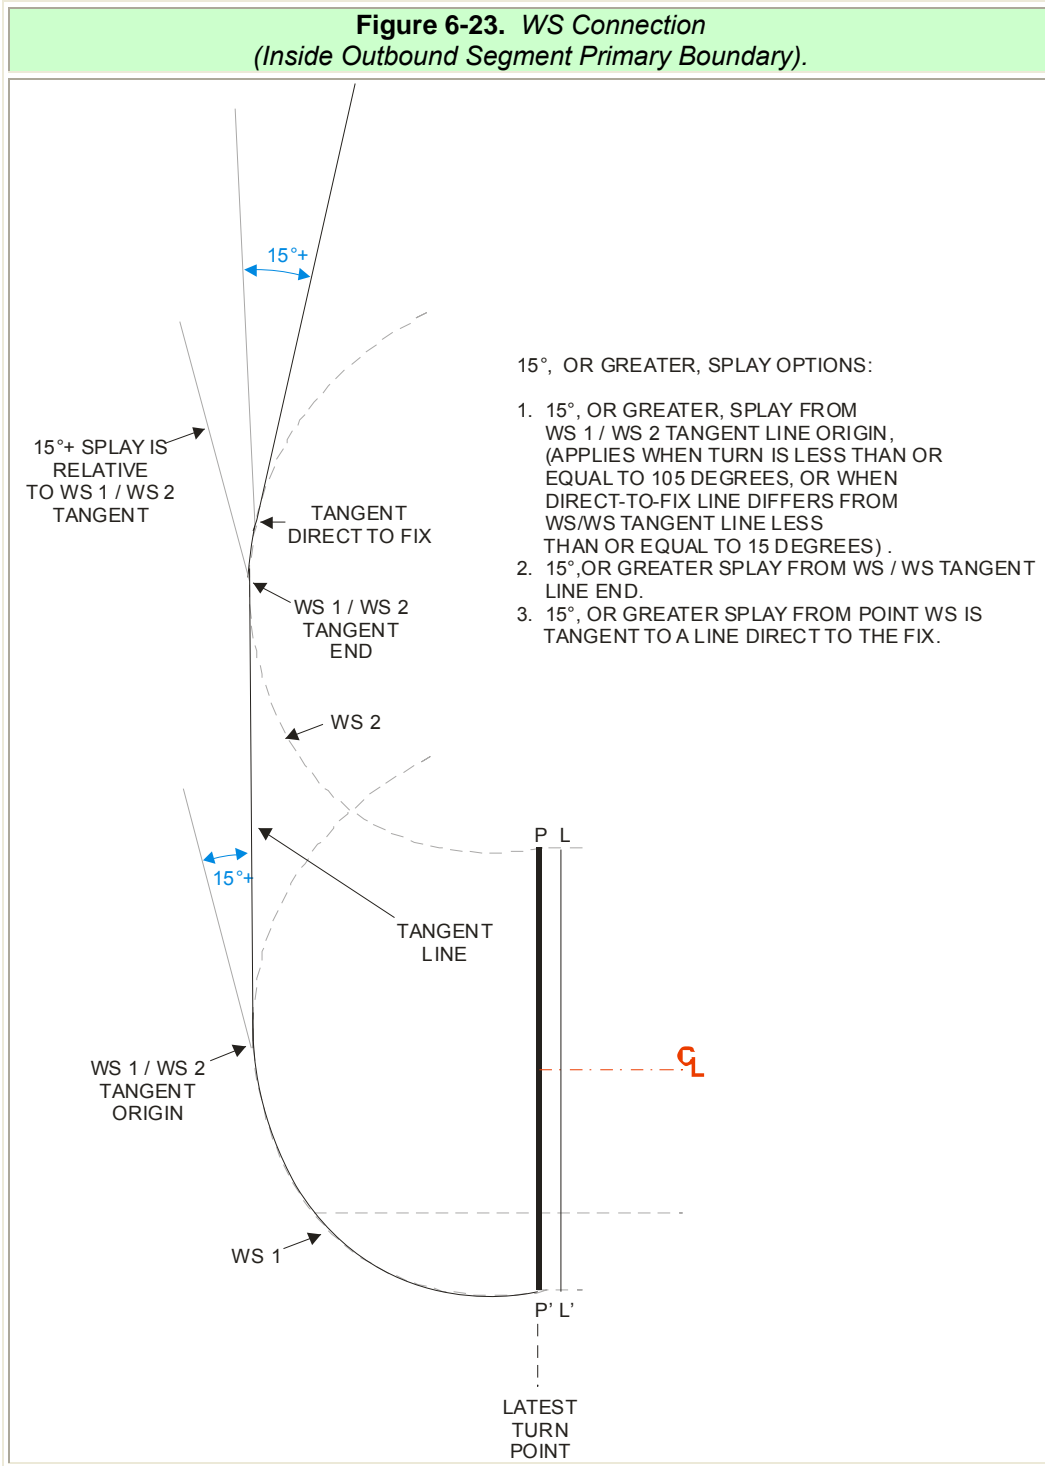 Figure 6-23. WS Connection
(Inside Outbound Segment Primary Boundary).
15°+
15°, OR GREATER, SPLAY OPTIONS:
1. 15°, OR GREATER, SPLAY FROM
WS 1 / WS 2 TANGENT LINE ORIGIN,
(APPLIES WHEN TURN IS LESS THAN OR
EQUAL TO 105 DEGREES, OR WHEN
DIRECT-TO-FIX LINE DIFFERS FROM
WS/WS TANGENT LINE LESS
THAN OR EQUAL TO 15 DEGREES) .
2. 15°,OR GREATER SPLAY FROM WS / WS TANGENT
LINE END.
3. 15°, OR GREATER SPLAY FROM POINT WS IS
TANGENT TO A LINE DIRECT TO THE FIX.
15°+ SPLAY IS
RELATIVE
TO WS 1 / WS 2
TANGENT
TANGENT
DIRECT TO FIX
WS 1 / WS 2
TANGENT
END
WS 2
P L
15°+
TANGENT
LINE
CL
WS 1 / WS 2
TANGENT
ORIGIN
WS 1
P' L'
LATEST
TURN
POINT